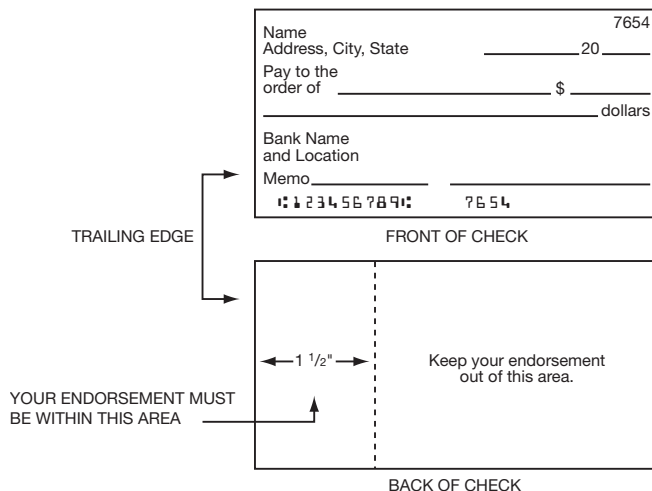 7654
Name
Address, City, State 20
Pay to the
order of $
dollars
Bank Name
and Location
Memo
⑆123456789⑆ 7654
TRAILING EDGE
FRONT OF CHECK
1 1/2"
Keep your endorsement
out of this area.
YOUR ENDORSEMENT MUST
BE WITHIN THIS AREA
BACK OF CHECK